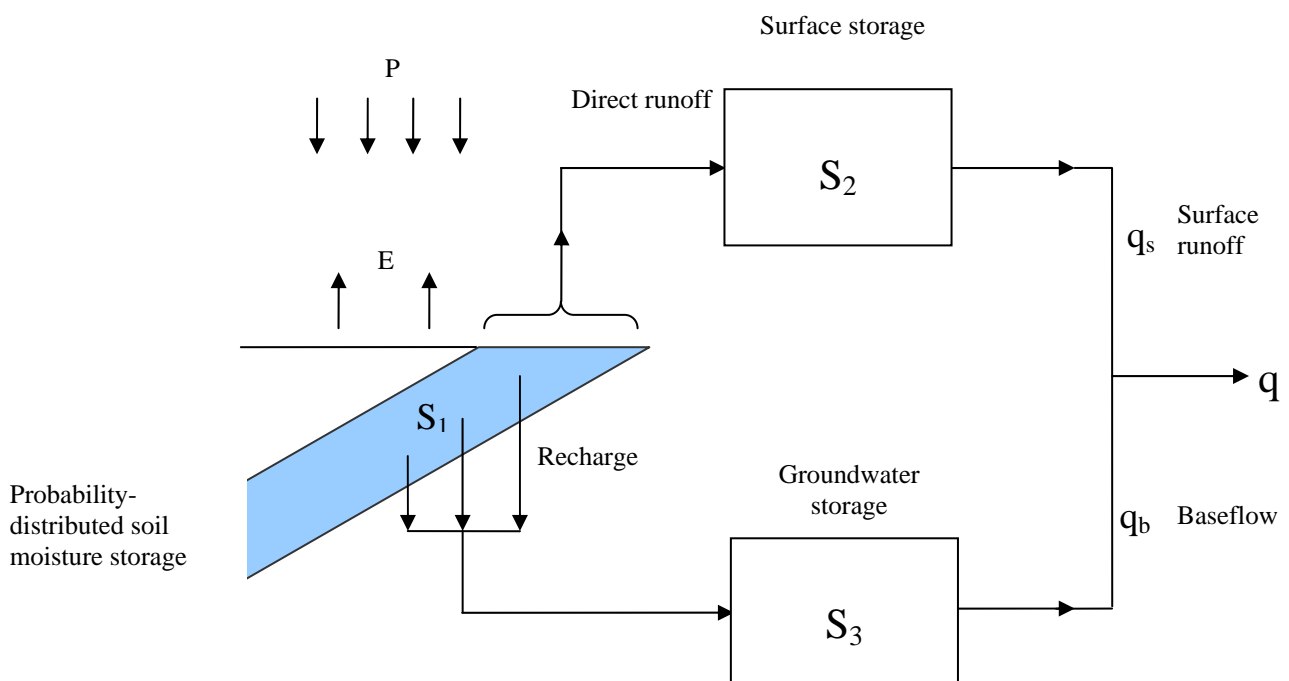 Surface storage
P
Direct runoff
S2
Surface
runoff
qs
E
q
S1
Recharge
Groundwater
storage
Probability-
distributed soil
moisture storage
qb
Baseflow
S3